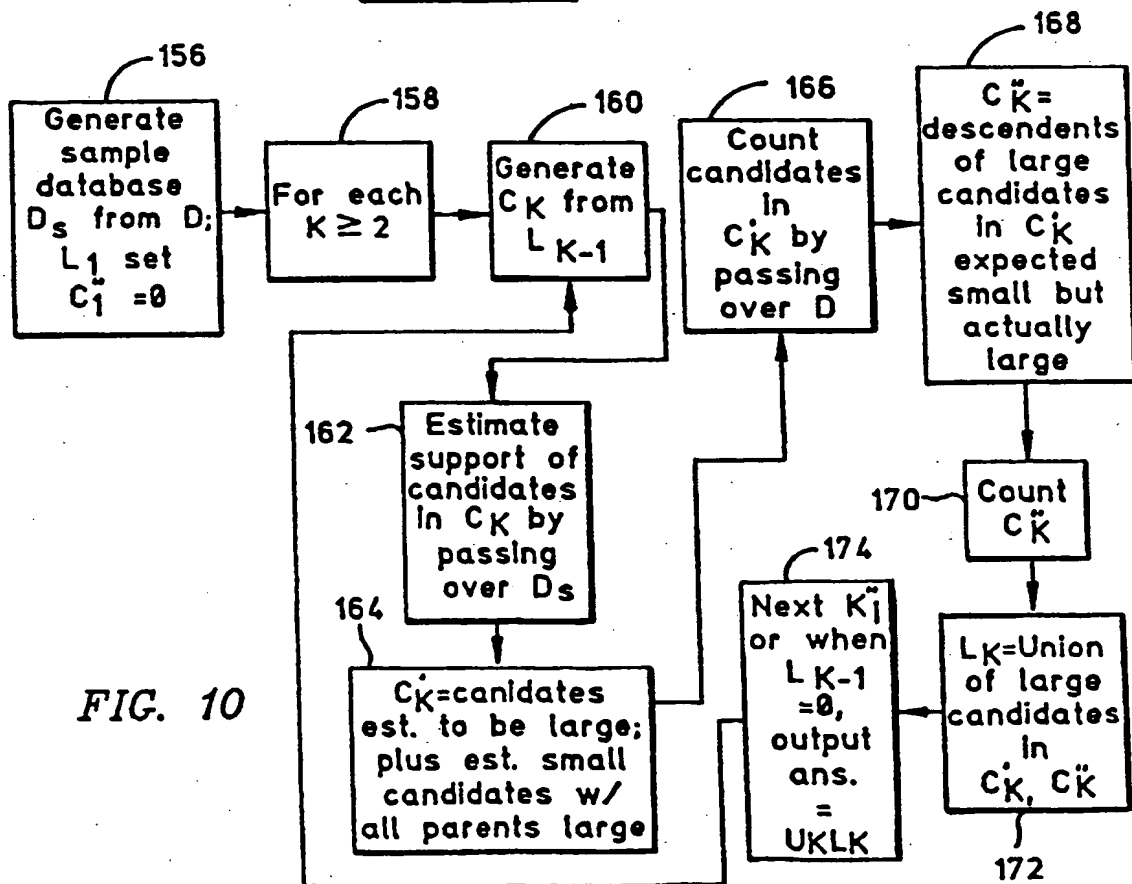 156
Generate
sample
database
Ds from D;
L1 set
C̈1 =0
158
For each
K ≥ 2
160
Generate
CK from
L K-1
162
Estimate
support of
candidates
in CK by
passing
over Ds
164
C'K=canidates
est. to be large;
plus est. small
candidates w/
all parents large
166
Count
candidates
in
C'K by
passing
over D
168
C"K=
descendents
of large
candidates
in C'K
expected
small but
actually
large
170
Count
C"K
LK=Union
of large
candidates
in
C'K, C"K
172
174
Next K"j
or when
L K-1
=0,
output
ans.
=
UKLK
FIG. 10